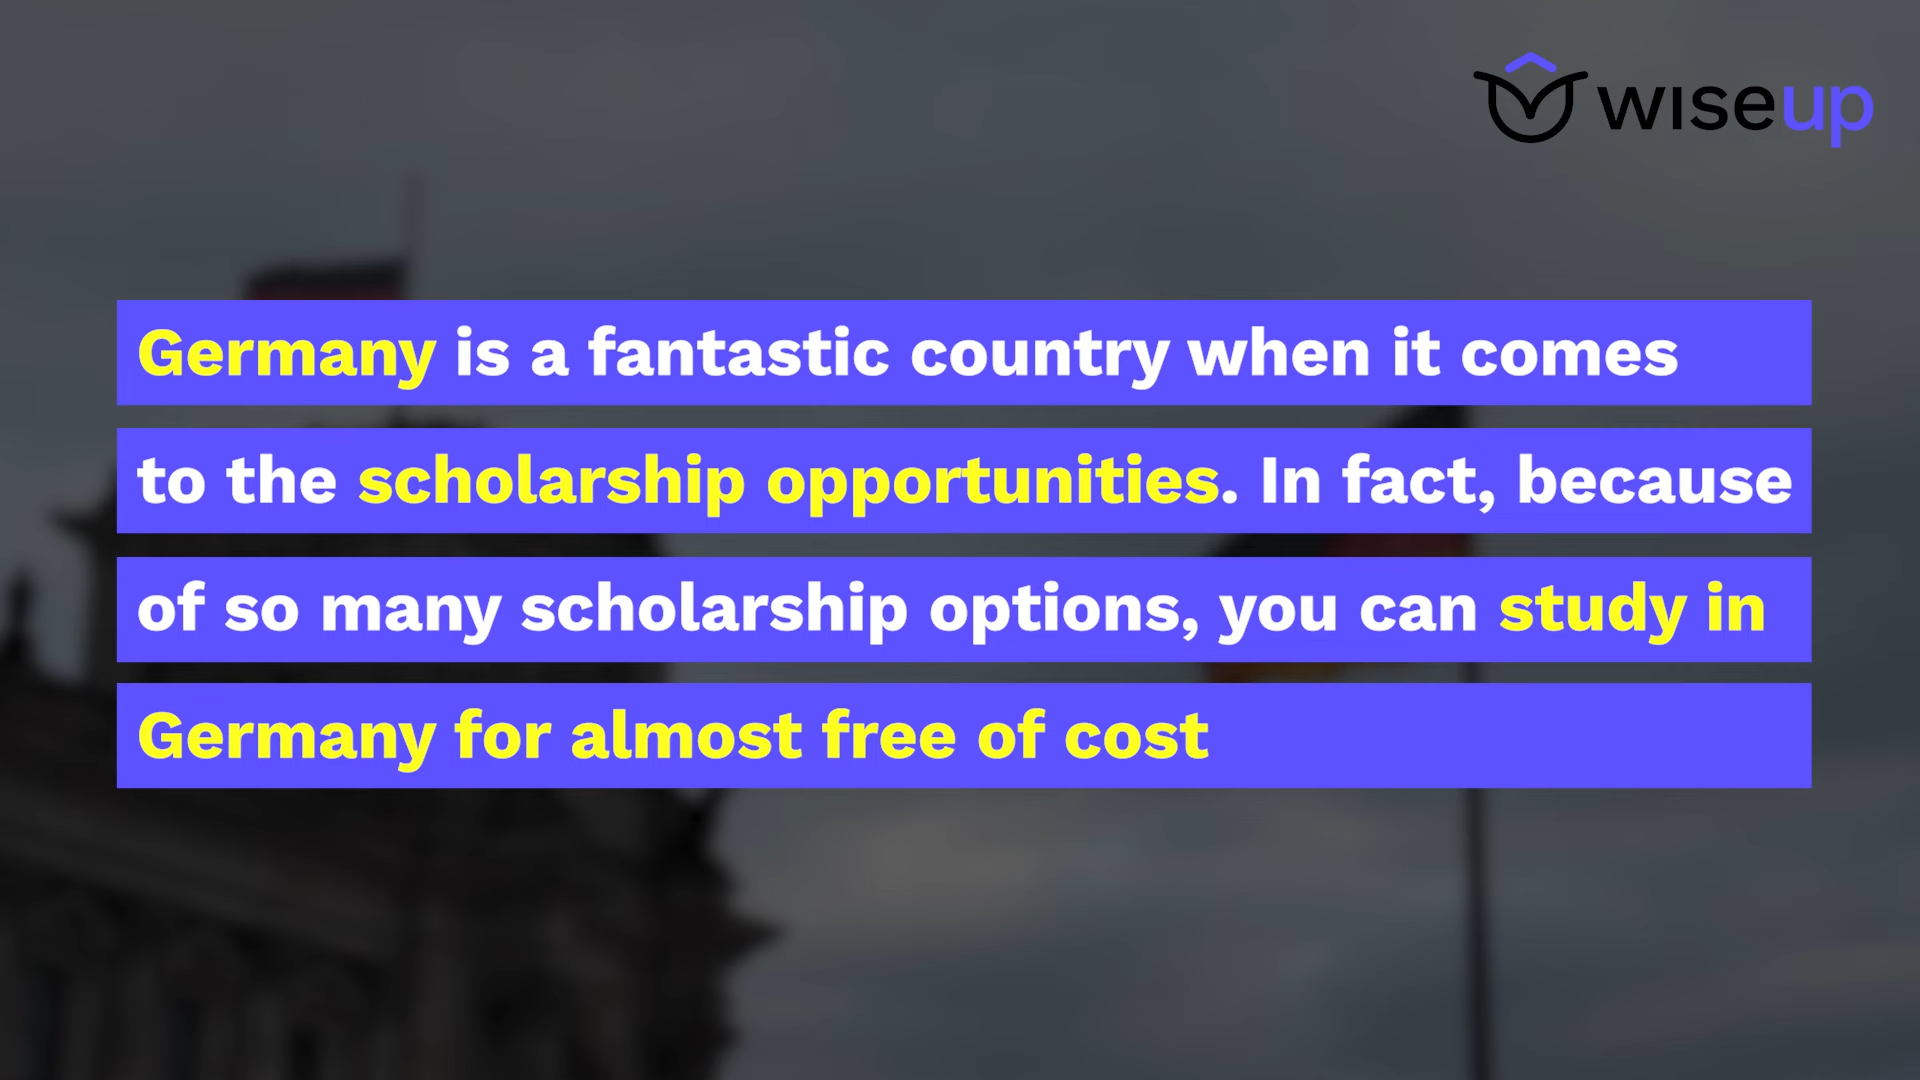 wiseup
Germany is a fantastic country when it comes
to the scholarship opportunities. In fact, because
of so many scholarship options, you can study in
Germany for almost free of cost